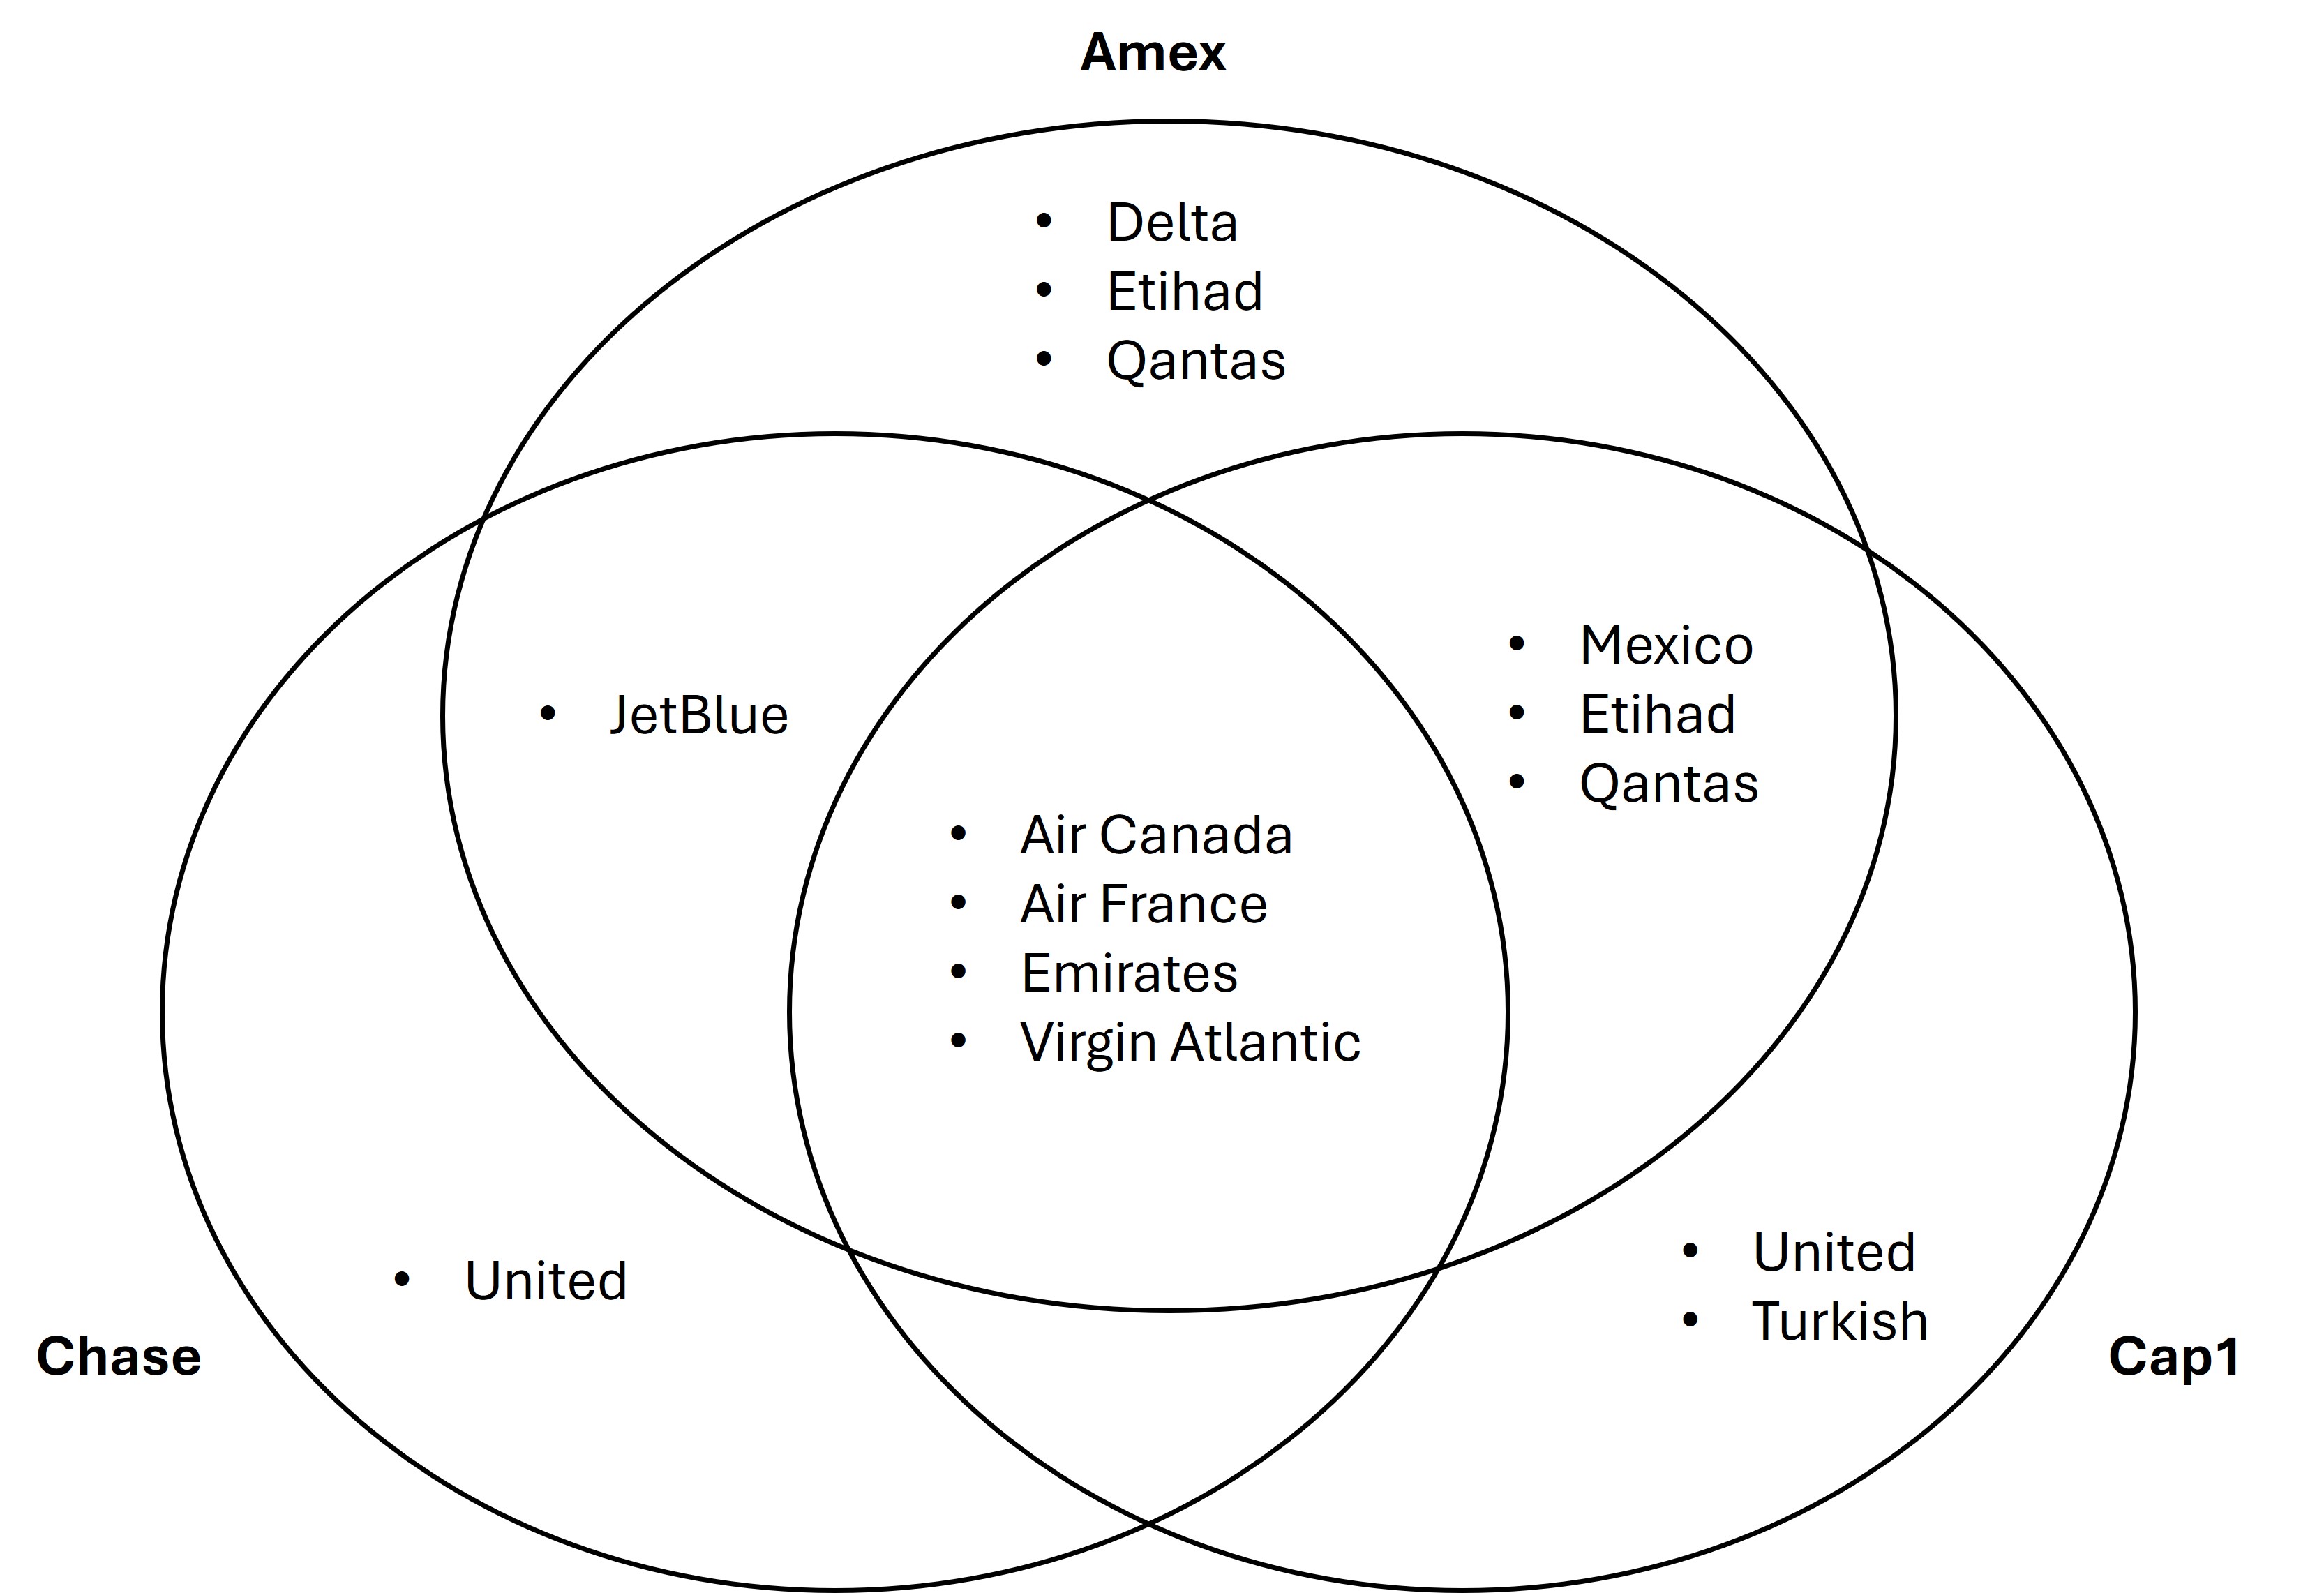 Amex
• Delta
• Etihad
• Qantas
• JetBlue
• Mexico
• Etihad
• Qantas
• Air Canada
• Air France
• Emirates
• Virgin Atlantic
• United
• United
• Turkish
Chase
Cap1